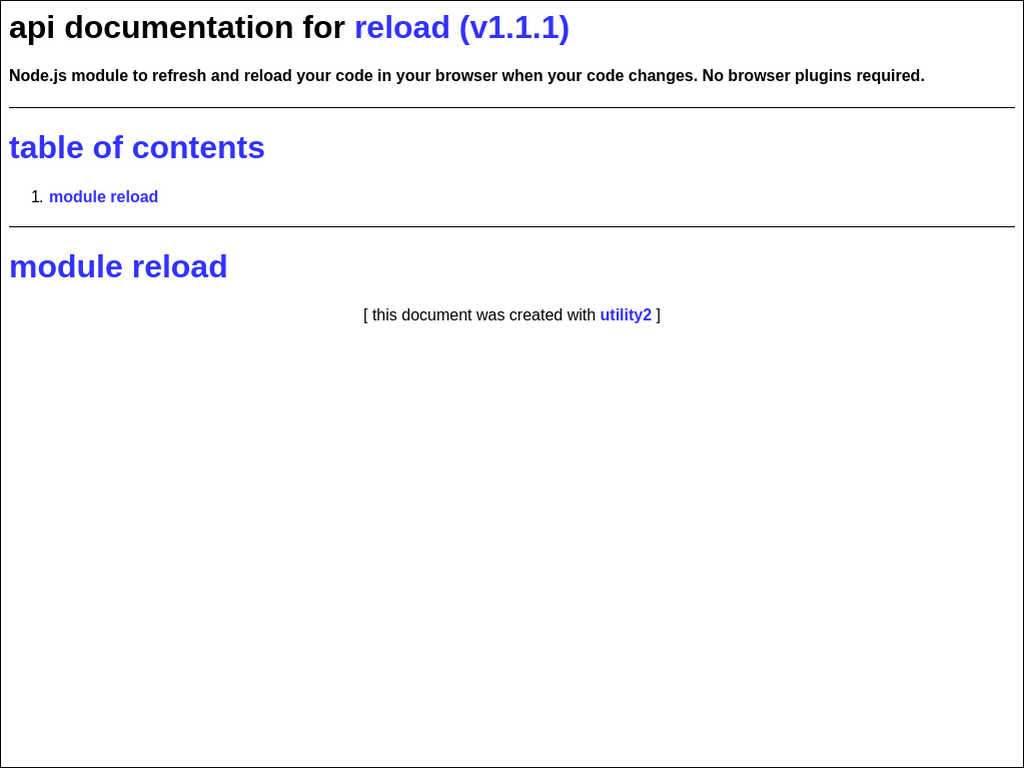 api documentation for reload (v1.1.1)
Node.js module to refresh and reload your code in your browser when your code changes. No browser plugins required.
table of contents
1. module reload
module reload
[ this document was created with utility2 ]